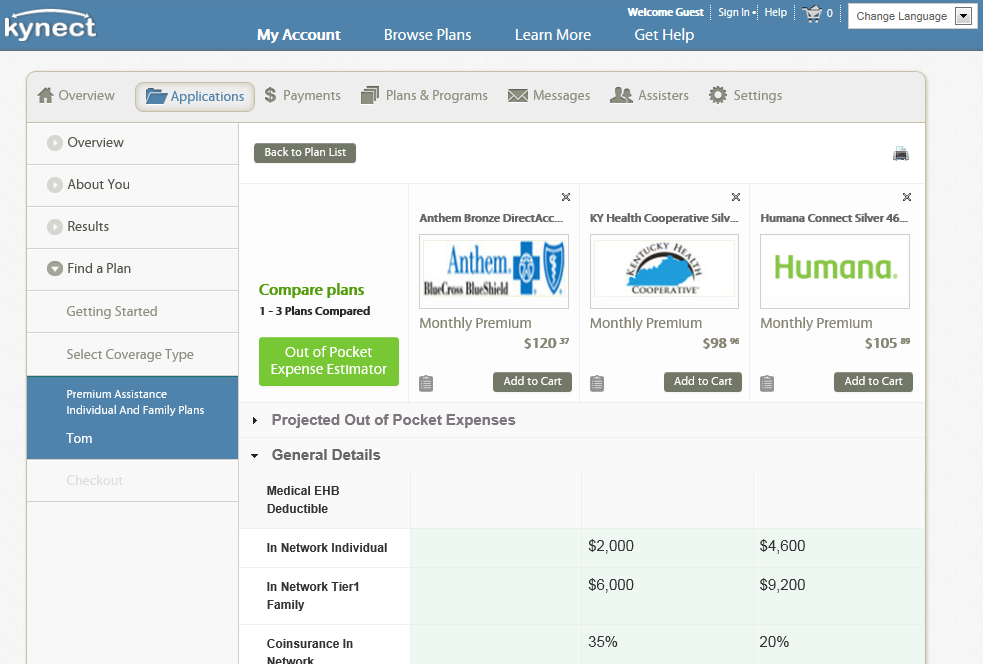 kynect
Welcome Guest Sign In Help 0 Change Language
My Account Browse Plans Learn More Get Help
Overview Applications $ Payments Plans & Programs Messages Assisters Settings
Overview
About You
Results
Find a Plan
Getting Started
Select Coverage Type
Premium Assistance
Individual And Family Plans
Tom
Checkout
Back to Plan List
Compare plans
1 - 3 Plans Compared
Out of Pocket
Expense Estimator
Anthem Bronze DirectAcc...
Anthem.
BlueCross BlueShield
Monthly Premium
$120 37
Add to Cart
KY Health Cooperative Silv...
KENTUCKY HEALTH
COOPERATIVE
Monthly Premium
$98 96
Add to Cart
Humana Connect Silver 46...
Humana.
Monthly Premium
$105 89
Add to Cart
Projected Out of Pocket Expenses
General Details
Medical EHB
Deductible
In Network Individual $2,000 $4,600
In Network Tier1
Family
$6,000 $9,200
Coinsurance In
Network
35% 20%